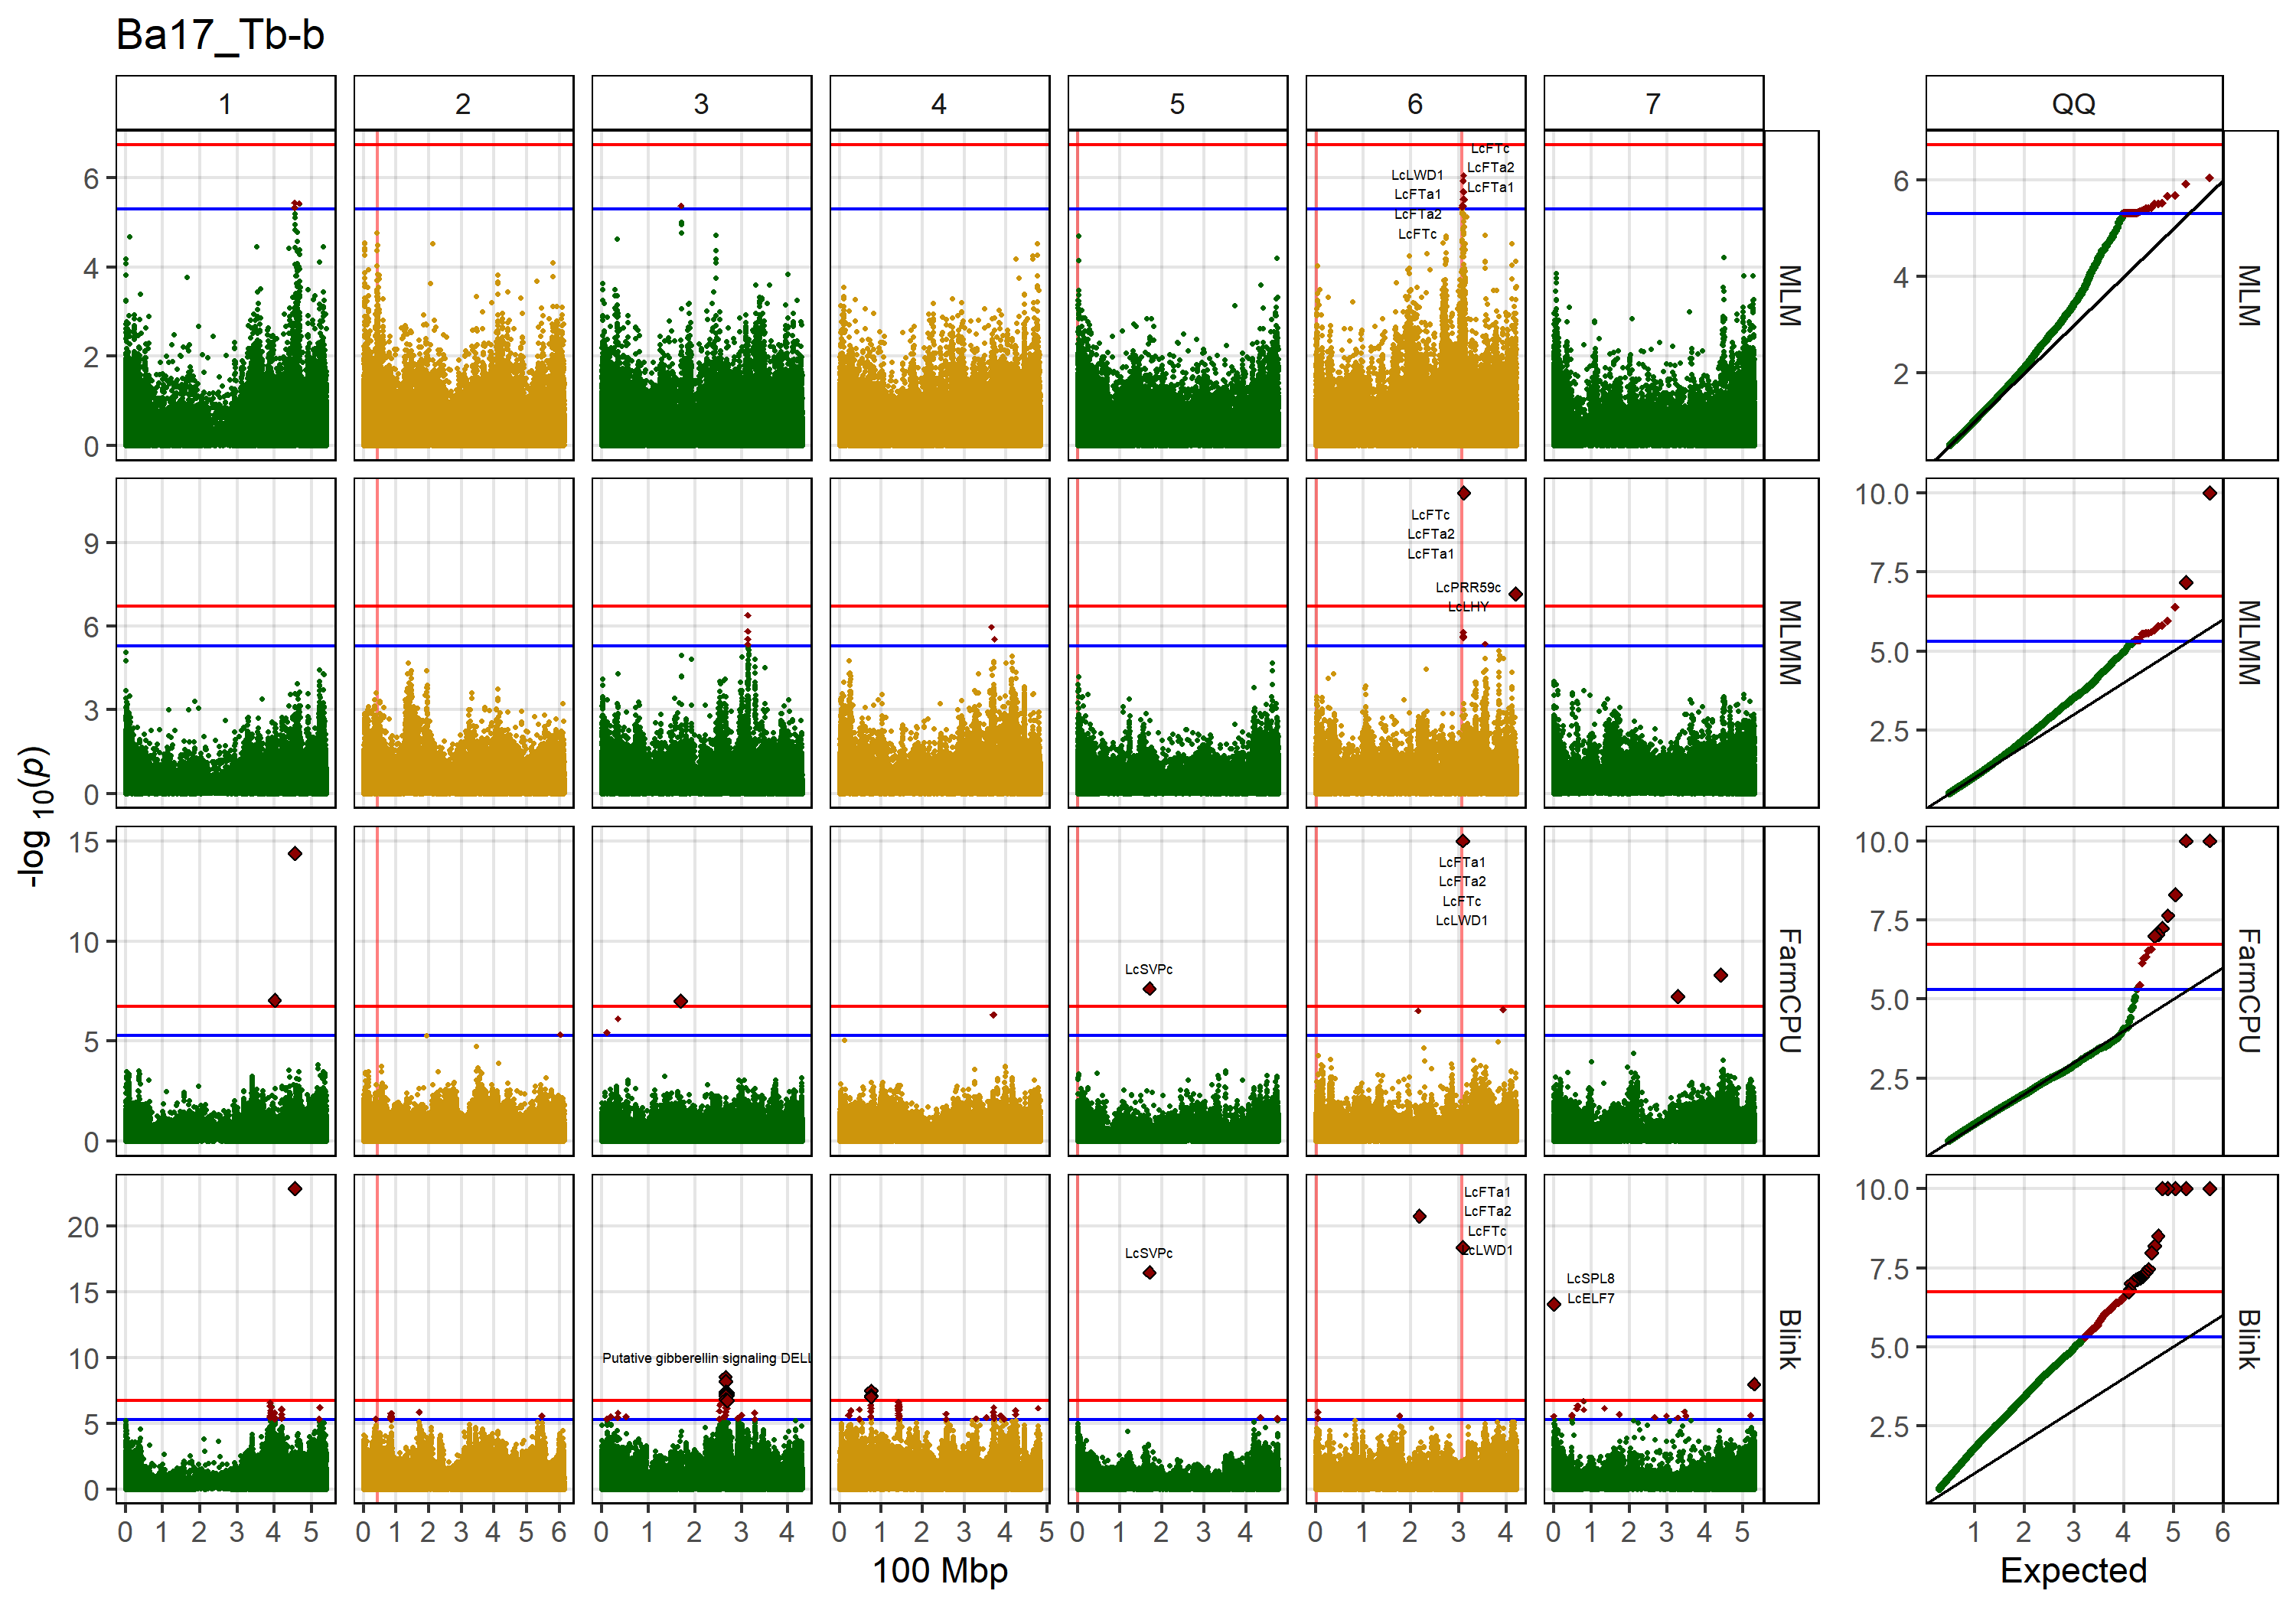 Ba17_Tb-b
1 2 3 4 5 6 7 QQ
LcFTc
LcFTa2
LcFTa1
LcLWD1
LcFTa1
LcFTa2
LcFTc
6
4
2
0
MLM
6
4
2
MLM
LcFTc
LcFTa2
LcFTa1
LcPRR59c
LcLHY
9
6
3
0
MLMM
10.0
7.5
5.0
2.5
MLMM
-log 10(p)
LcSVPc
LcFTa1
LcFTa2
LcFTc
LcLWD1
15
10
5
0
FarmCPU
10.0
7.5
5.0
2.5
FarmCPU
Putative gibberellin signaling DELL
LcSVPc
LcFTa1
LcFTa2
LcFTc
LcLWD1
LcSPL8
LcELF7
20
15
10
5
0
Blink
10.0
7.5
5.0
2.5
Blink
0 1 2 3 4 5 0 1 2 3 4 5 6 0 1 2 3 4 0 1 2 3 4 5 0 1 2 3 4 0 1 2 3 4 0 1 2 3 4 5 1 2 3 4 5 6
100 Mbp
Expected